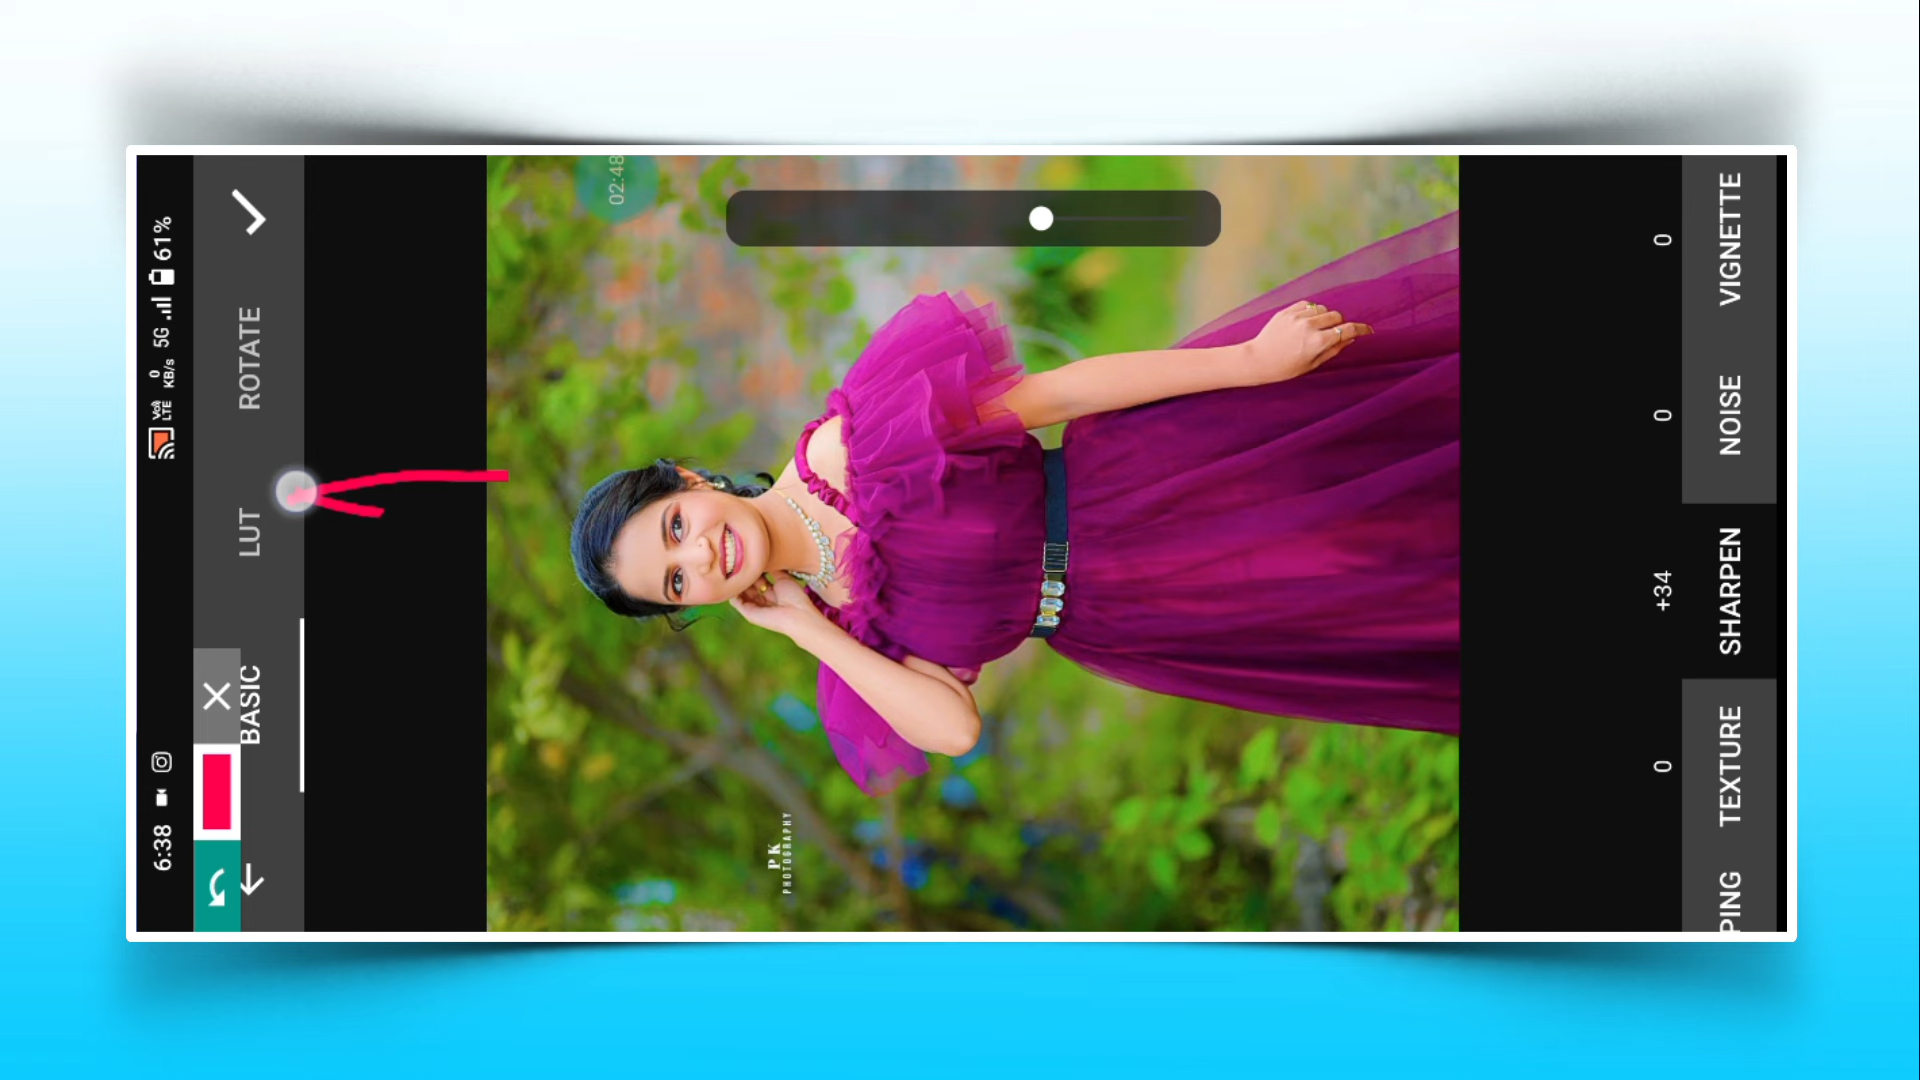 6:38
VoD
LTE
0
KB/s
5G
61%
BASIC
LUT
ROTATE
02:48
PK
PHOTOGRAPHY
0
+34
0
0
PING
TEXTURE
SHARPEN
NOISE
VIGNETTE